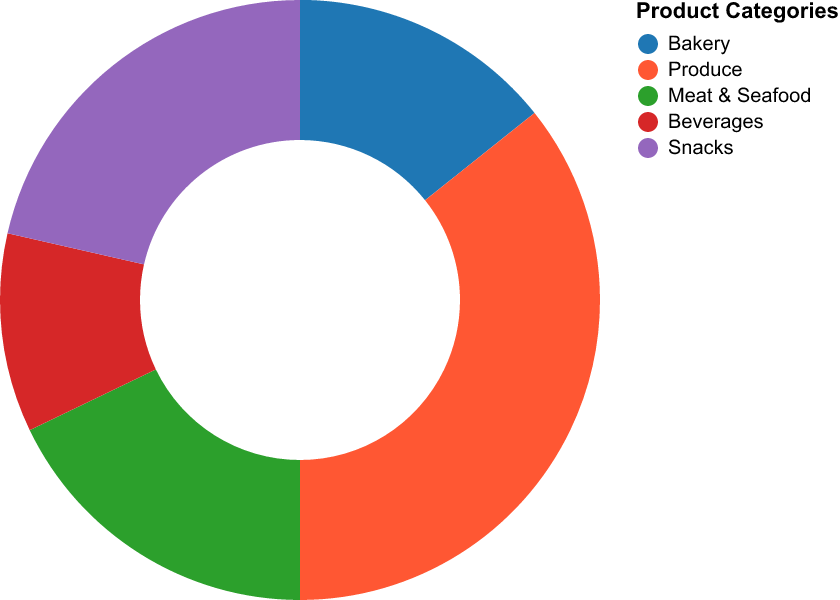 Product Categories
Bakery
Produce
Meat & Seafood
Beverages
Snacks